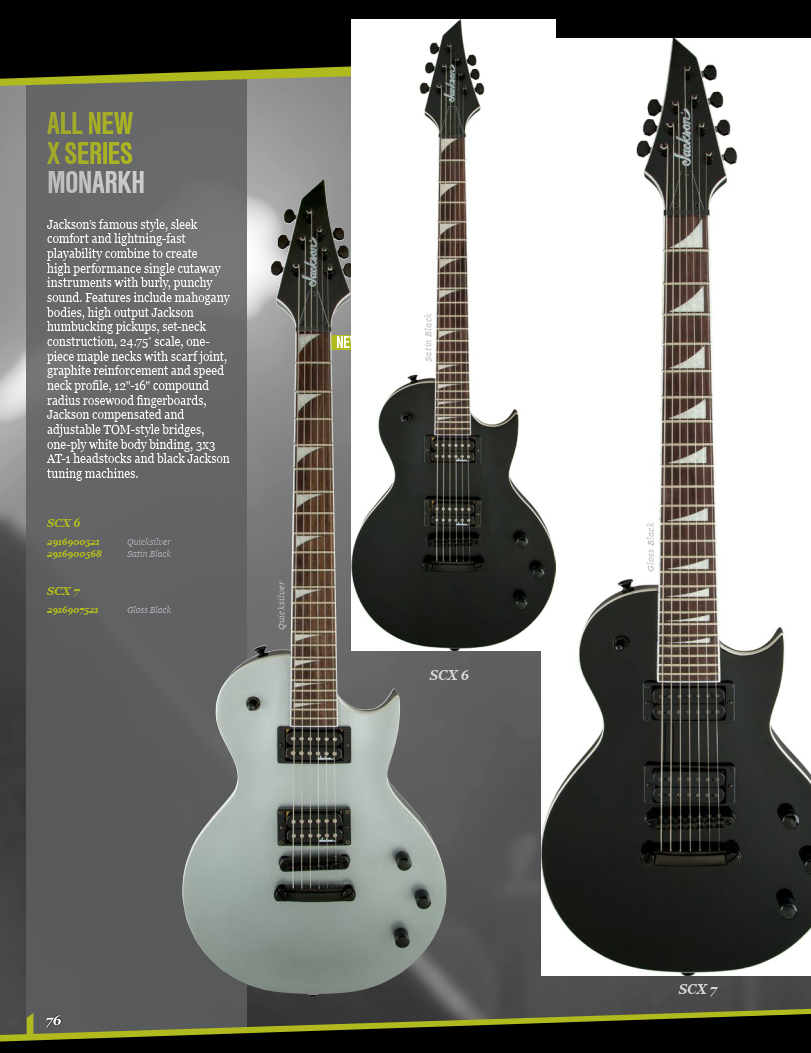 ALL NEW
X SERIES
MONARKH
Jackson's famous style, sleek
comfort and lightning-fast
playability combine to create
high performance single cutaway
instruments with burly, punchy
sound. Features include mahogany
bodies, high output Jackson
humbucking pickups, set-neck
construction, 24.75" scale, one-
piece maple necks with scarf joint,
graphite reinforcement and speed
neck profile, 12"-16" compound
radius rosewood fingerboards,
Jackson compensated and
adjustable TOM-style bridges,
one-ply white body binding, 3x3
AT-1 headstocks and black Jackson
tuning machines.
SCX 6
2916900521 Quicksilver
2916900568 Satin Black
SCX 7
2916907521 Gloss Black
Jackson
Quicksilver
NEV
Jackson
Satin Black
SCX 6
Jackson
Gloss Black
SCX 7
76